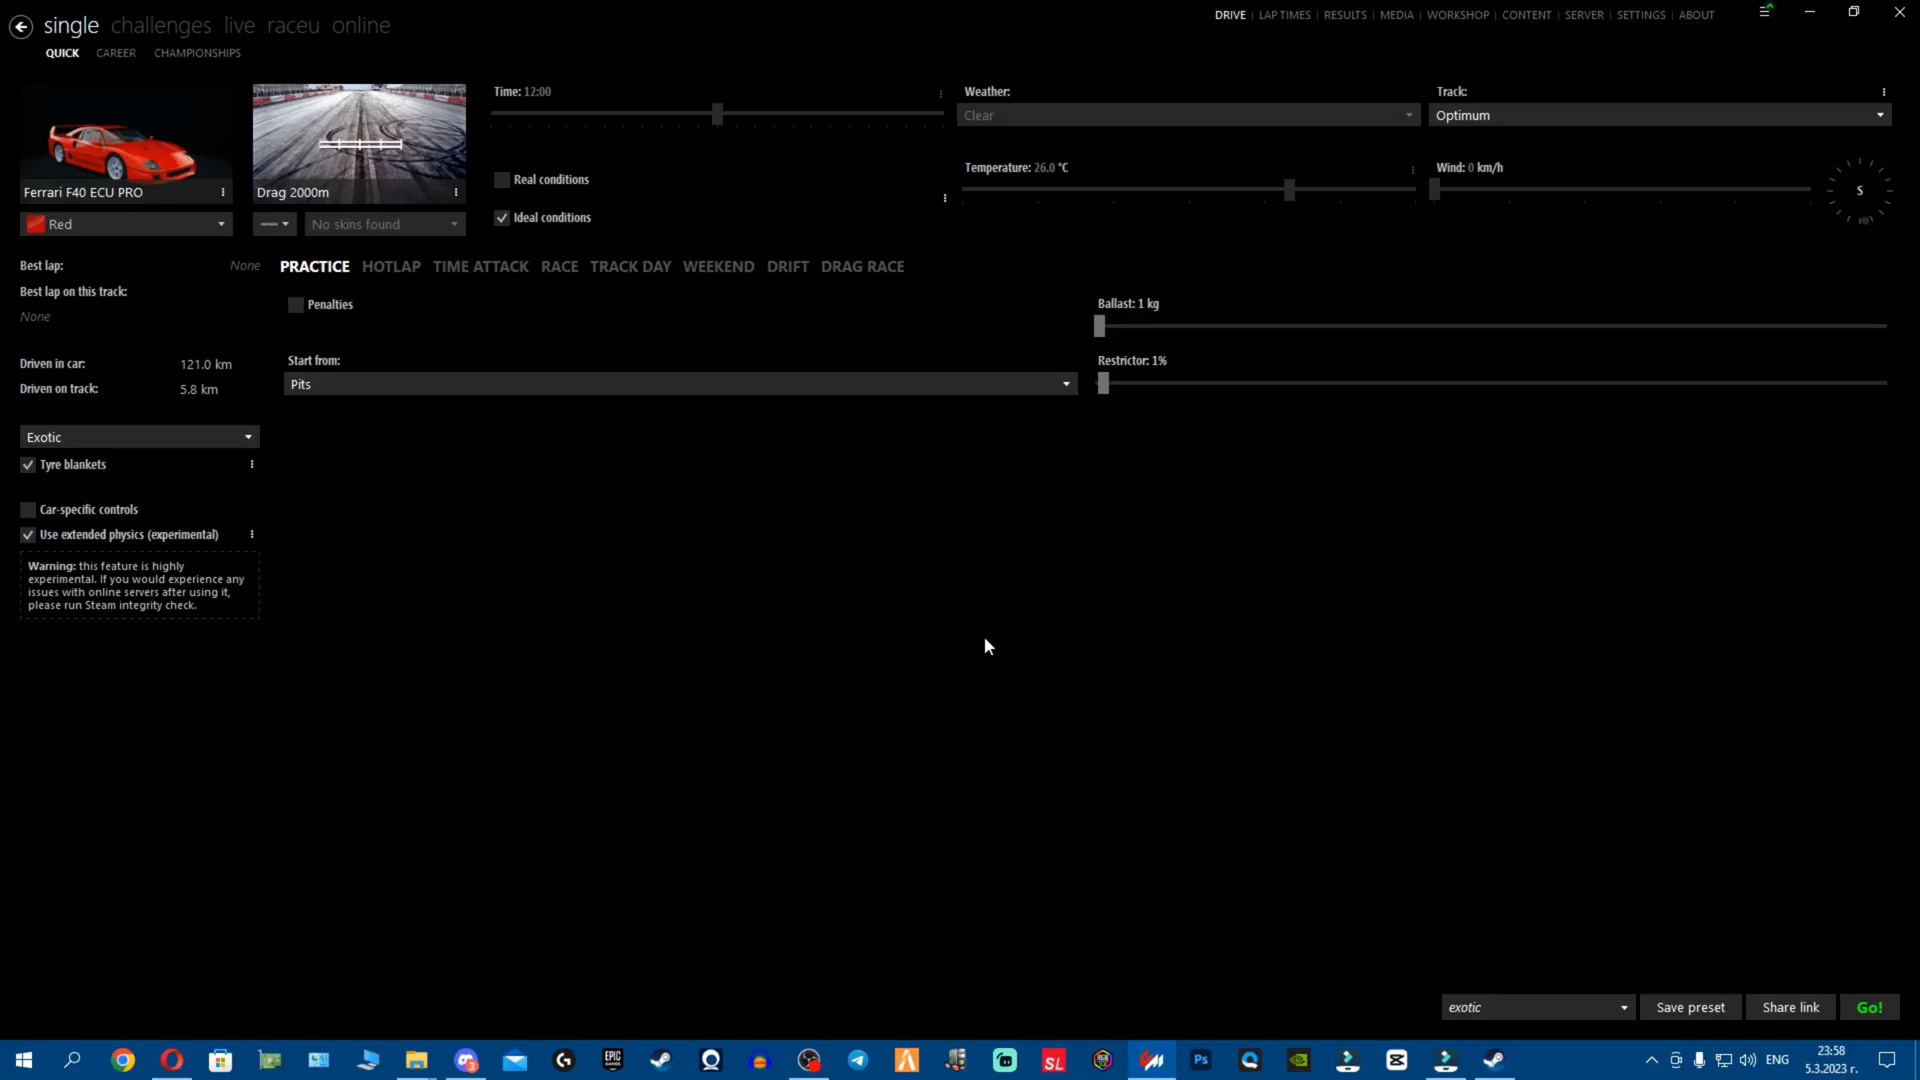 single challenges live raceu online
DRIVE | LAP TIMES | RESULTS | MEDIA | WORKSHOP | CONTENT | SERVER | SETTINGS | ABOUT
QUICK CAREER CHAMPIONSHIPS
Ferrari F40 ECU PRO
Drag 2000m
Red
No skins found
Time: 12:00
Real conditions
Ideal conditions
Weather:
Clear
Track:
Optimum
Temperature: 26.0 °C
Wind: 0 km/h
S
Best lap: None
Best lap on this track:
None
Driven in car: 121.0 km
Driven on track: 5.8 km
Exotic
Tyre blankets
Car-specific controls
Use extended physics (experimental)
Warning: this feature is highly
experimental. If you would experience any
issues with online servers after using it,
please run Steam integrity check.
PRACTICE HOTLAP TIME ATTACK RACE TRACK DAY WEEKEND DRIFT DRAG RACE
Penalties
Start from:
Pits
Ballast: 1 kg
Restrictor: 1%
exotic
Save preset
Share link
Go!
3
EPIC
GAMES
SL
Ps
ENG
23:58
5.3.2023 г.